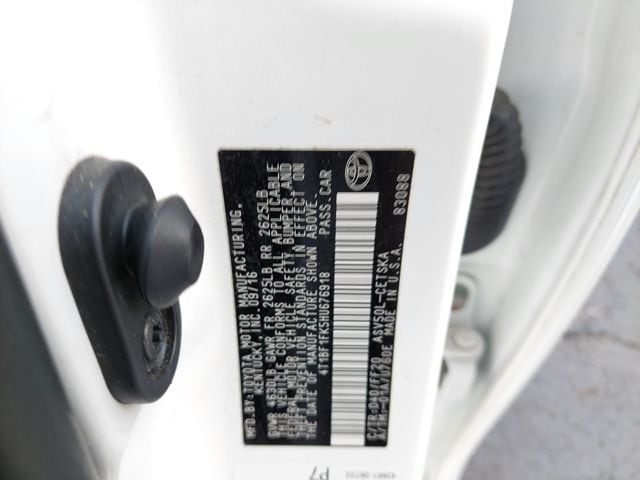 MFD.BY:TOYOTA MOTOR MANUFACTURING,
KENTUCKY, INC 09/16
GVWR 4630LB GAWR FR 2625LB RR 2625LB
THIS VEHICLE CONFORMS TO ALL APPLICABLE
FEDERAL MOTOR VEHICLE SAFETY BUMPER,AND
THEFT PREVENTION STANDARDS IN EFFECT ON
THE DATE OF MANUFACTURE SHOWN ABOVE.
4T1BF1FK5HU676918 PASS.CAR
83088
C/TR:040/FF20 ASV50L-CETSKA
A/TM:-01A/U760E MADE IN U.S.A.
P7